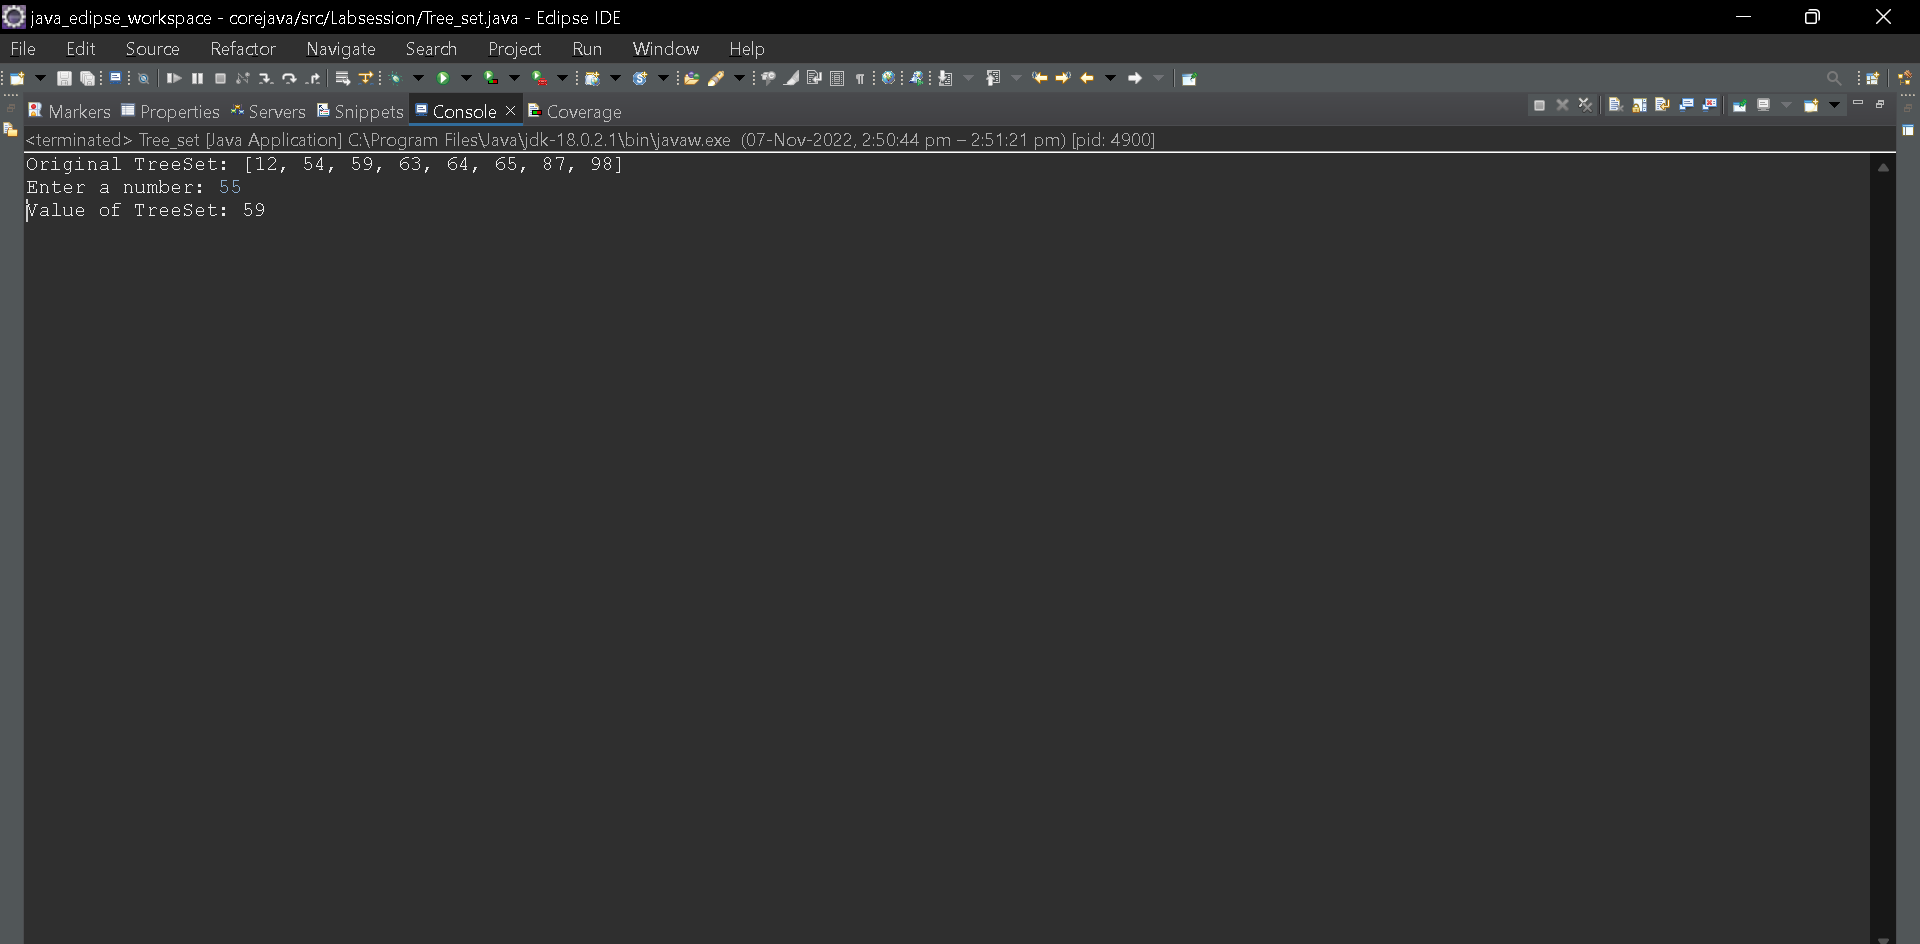 java_eclipse_workspace - corejava/src/Labsession/Tree_set.java - Eclipse IDE
File Edit Source Refactor Navigate Search Project Run Window Help
Markers Properties Servers Snippets Console Coverage
<terminated> Tree_set [Java Application] C:\Program Files\Java\jdk-18.0.2.1\bin\javaw.exe (07-Nov-2022, 2:50:44 pm – 2:51:21 pm) [pid: 4900]
Original TreeSet: [12, 54, 59, 63, 64, 65, 87, 98]
Enter a number: 55
Value of TreeSet: 59